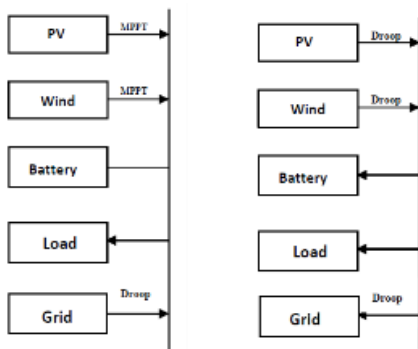 PV
MPPT
Wind
MPPT
Battery
Load
Grid
Droop
PV
Droop
Wind
Droop
Battery
Load
Grid
Droop